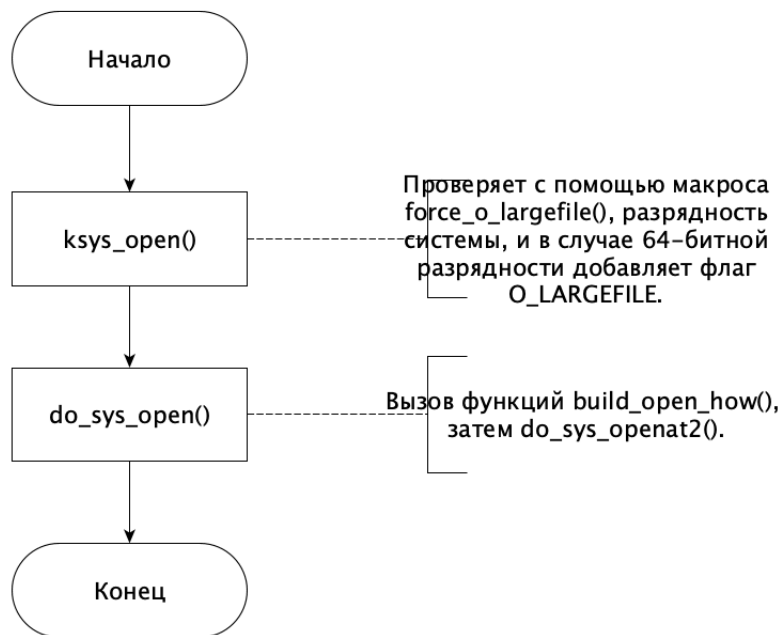 Начало
ksys_open()
Проверяет с помощью макроса
force_o_largefile(), разрядность
системы, и в случае 64-битной
разрядности добавляет флаг
O_LARGEFILE.
do_sys_open()
Вызов функций build_open_how(),
затем do_sys_openat2().
Конец